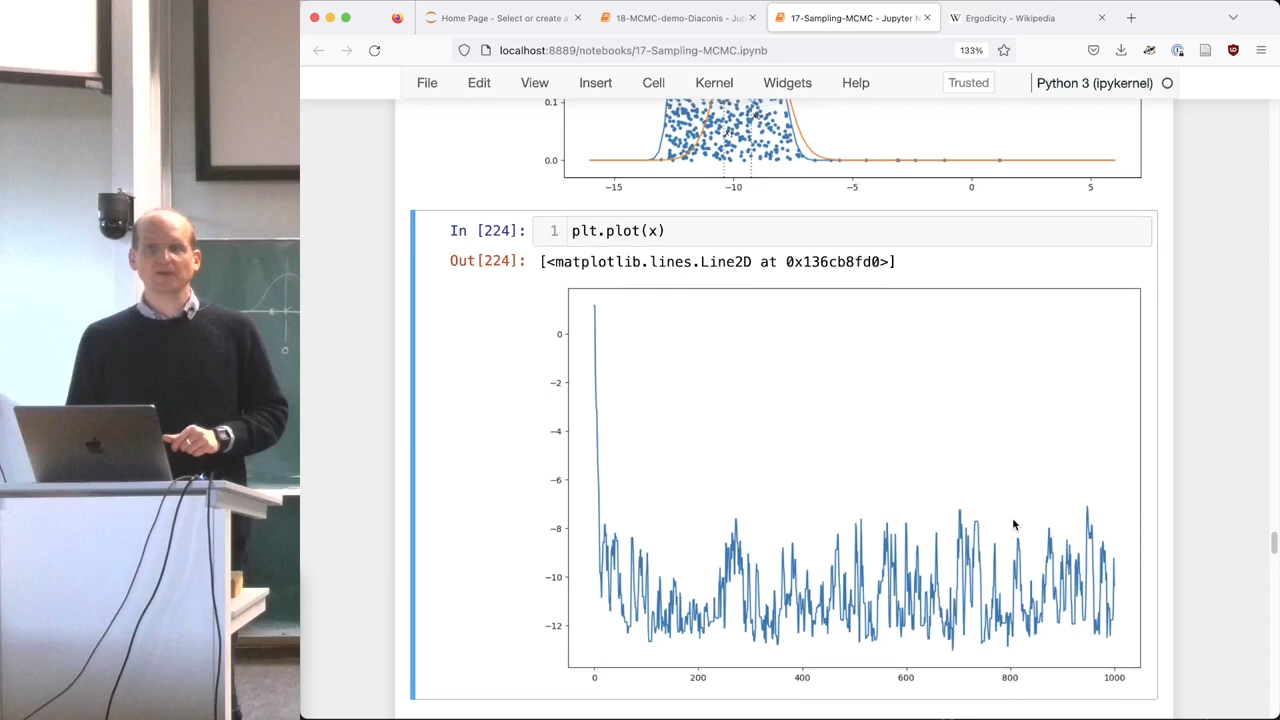 Home Page - Select or create a
18-MCMC-demo-Diaconis - Jup
17-Sampling-MCMC - Jupyter N
Ergodicity - Wikipedia
localhost:8889/notebooks/17-Sampling-MCMC.ipynb
133%
File Edit View Insert Cell Kernel Widgets Help
Trusted
Python 3 (ipykernel)
0.1
0.0
−15 −10 −5 0 5
In [224]: 1 plt.plot(x)
Out[224]: [<matplotlib.lines.Line2D at 0x136cb8fd0>]
0
−2
−4
−6
−8
−10
−12
0 200 400 600 800 1000